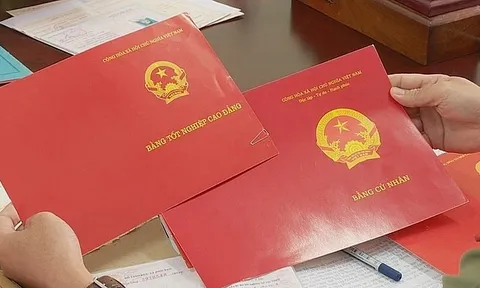 CỘNG HÒA XÃ HỘI CHỦ NGHĨA VIỆT NAM
BẰNG TỐT NGHIỆP CAO ĐẲNG
CỘNG HÒA XÃ HỘI CHỦ NGHĨA VIỆT NAM
Độc lập - Tự do - Hạnh phúc
BẰNG CỬ NHÂN